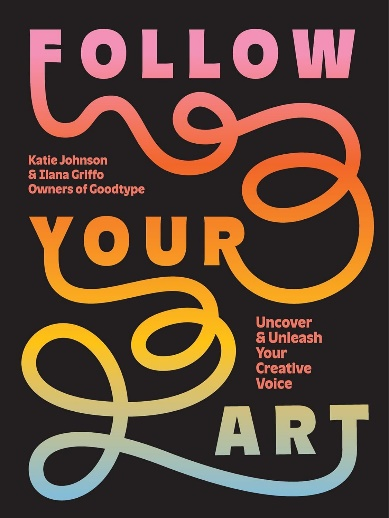 FOLLOW
Katie Johnson
& Ilana Griffo
Owners of Goodtype
YOUR
Uncover
& Unleash
Your
Creative
Voice
ART